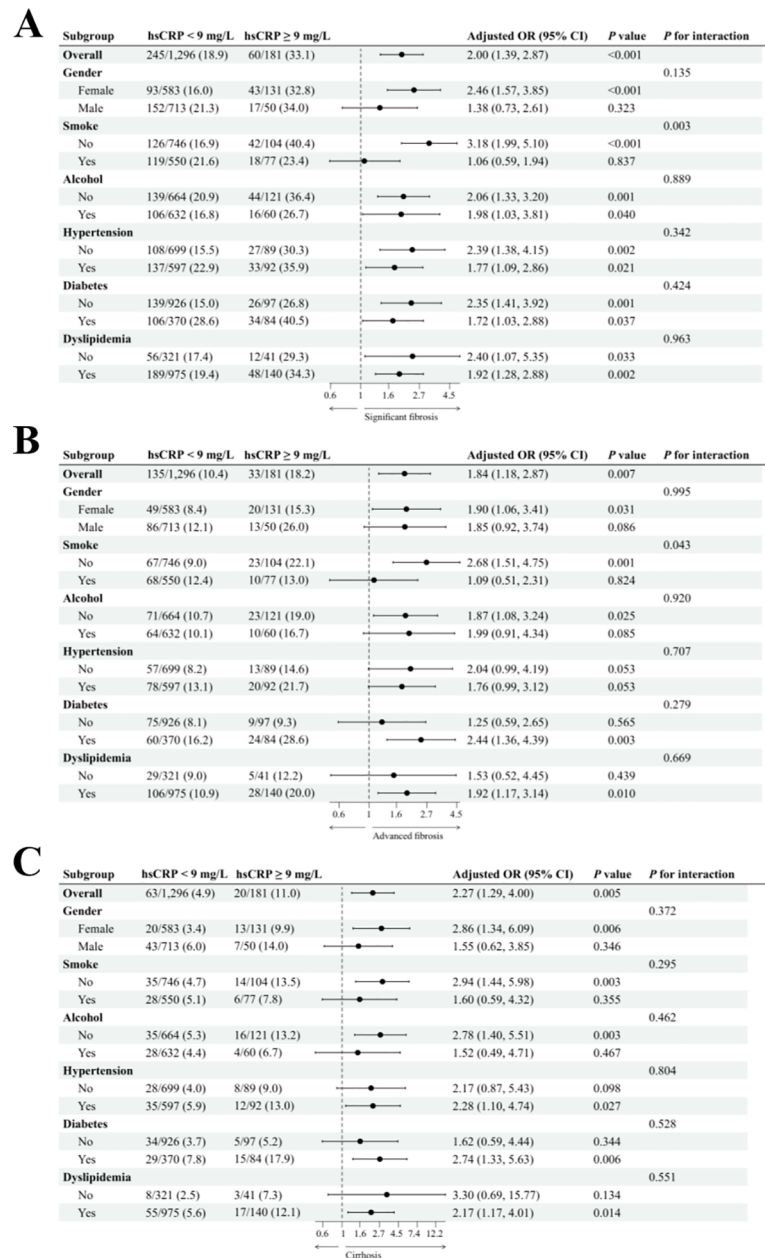 A
Subgroup hsCRP < 9 mg/L hsCRP ≥ 9 mg/L Adjusted OR (95% CI) P value P for interaction
Overall 245/1,296 (18.9) 60/181 (33.1) 2.00 (1.39, 2.87) <0.001
Gender 0.135
Female 93/583 (16.0) 43/131 (32.8) 2.46 (1.57, 3.85) <0.001
Male 152/713 (21.3) 17/50 (34.0) 1.38 (0.73, 2.61) 0.323
Smoke 0.003
No 126/746 (16.9) 42/104 (40.4) 3.18 (1.99, 5.10) <0.001
Yes 119/550 (21.6) 18/77 (23.4) 1.06 (0.59, 1.94) 0.837
Alcohol 0.889
No 139/664 (20.9) 44/121 (36.4) 2.06 (1.33, 3.20) 0.001
Yes 106/632 (16.8) 16/60 (26.7) 1.98 (1.03, 3.81) 0.040
Hypertension 0.342
No 108/699 (15.5) 27/89 (30.3) 2.39 (1.38, 4.15) 0.002
Yes 137/597 (22.9) 33/92 (35.9) 1.77 (1.09, 2.86) 0.021
Diabetes 0.424
No 139/926 (15.0) 26/97 (26.8) 2.35 (1.41, 3.92) 0.001
Yes 106/370 (28.6) 34/84 (40.5) 1.72 (1.03, 2.88) 0.037
Dyslipidemia 0.963
No 56/321 (17.4) 12/41 (29.3) 2.40 (1.07, 5.35) 0.033
Yes 189/975 (19.4) 48/140 (34.3) 1.92 (1.28, 2.88) 0.002
0.6 1 1.6 2.7 4.5
Significant fibrosis
B
Subgroup hsCRP < 9 mg/L hsCRP ≥ 9 mg/L Adjusted OR (95% CI) P value P for interaction
Overall 135/1,296 (10.4) 33/181 (18.2) 1.84 (1.18, 2.87) 0.007
Gender 0.995
Female 49/583 (8.4) 20/131 (15.3) 1.90 (1.06, 3.41) 0.031
Male 86/713 (12.1) 13/50 (26.0) 1.85 (0.92, 3.74) 0.086
Smoke 0.043
No 67/746 (9.0) 23/104 (22.1) 2.68 (1.51, 4.75) 0.001
Yes 68/550 (12.4) 10/77 (13.0) 1.09 (0.51, 2.31) 0.824
Alcohol 0.920
No 71/664 (10.7) 23/121 (19.0) 1.87 (1.08, 3.24) 0.025
Yes 64/632 (10.1) 10/60 (16.7) 1.99 (0.91, 4.34) 0.085
Hypertension 0.707
No 57/699 (8.2) 13/89 (14.6) 2.04 (0.99, 4.19) 0.053
Yes 78/597 (13.1) 20/92 (21.7) 1.76 (0.99, 3.12) 0.053
Diabetes 0.279
No 75/926 (8.1) 9/97 (9.3) 1.25 (0.59, 2.65) 0.565
Yes 60/370 (16.2) 24/84 (28.6) 2.44 (1.36, 4.39) 0.003
Dyslipidemia 0.669
No 29/321 (9.0) 5/41 (12.2) 1.53 (0.52, 4.45) 0.439
Yes 106/975 (10.9) 28/140 (20.0) 1.92 (1.17, 3.14) 0.010
0.6 1 1.6 2.7 4.5
Advanced fibrosis
C
Subgroup hsCRP < 9 mg/L hsCRP ≥ 9 mg/L Adjusted OR (95% CI) P value P for interaction
Overall 63/1,296 (4.9) 20/181 (11.0) 2.27 (1.29, 4.00) 0.005
Gender 0.372
Female 20/583 (3.4) 13/131 (9.9) 2.86 (1.34, 6.09) 0.006
Male 43/713 (6.0) 7/50 (14.0) 1.55 (0.62, 3.85) 0.346
Smoke 0.295
No 35/746 (4.7) 14/104 (13.5) 2.94 (1.44, 5.98) 0.003
Yes 28/550 (5.1) 6/77 (7.8) 1.60 (0.59, 4.32) 0.355
Alcohol 0.462
No 35/664 (5.3) 16/121 (13.2) 2.78 (1.40, 5.51) 0.003
Yes 28/632 (4.4) 4/60 (6.7) 1.52 (0.49, 4.71) 0.467
Hypertension 0.804
No 28/699 (4.0) 8/89 (9.0) 2.17 (0.87, 5.43) 0.098
Yes 35/597 (5.9) 12/92 (13.0) 2.28 (1.10, 4.74) 0.027
Diabetes 0.528
No 34/926 (3.7) 5/97 (5.2) 1.62 (0.59, 4.44) 0.344
Yes 29/370 (7.8) 15/84 (17.9) 2.74 (1.33, 5.63) 0.006
Dyslipidemia 0.551
No 8/321 (2.5) 3/41 (7.3) 3.30 (0.69, 15.77) 0.134
Yes 55/975 (5.6) 17/140 (12.1) 2.17 (1.17, 4.01) 0.014
0.6 1 1.6 2.7 4.5 7.4 12.2
Cirrhosis